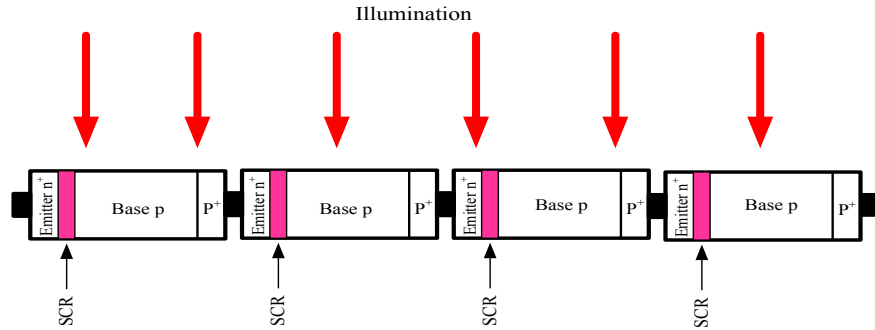 Illumination
Emitter n+
Base p
P+
Emitter n+
Base p
P+
Emitter n+
Base p
P+
Emitter n+
Base p
P+
SCR
SCR
SCR
SCR